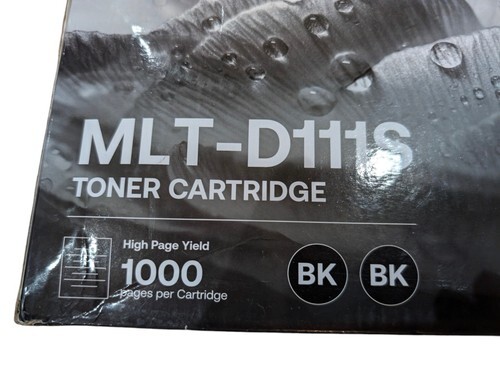 MLT-D111S
TONER CARTRIDGE
High Page Yield
1000
pages per Cartridge
BK BK